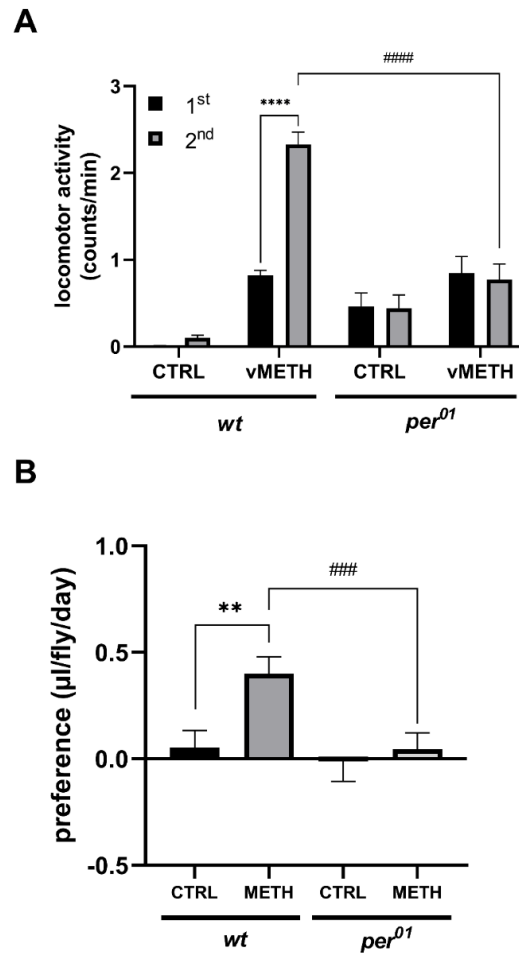 A
####
3
****
1st
2nd
2
1
0
locomotor activity
(counts/min)
CTRL
vMETH
CTRL
vMETH
wt
per01
B
1.0
###
**
0.5
0.0
-0.5
preference (µl/fly/day)
CTRL
METH
CTRL
METH
wt
per01